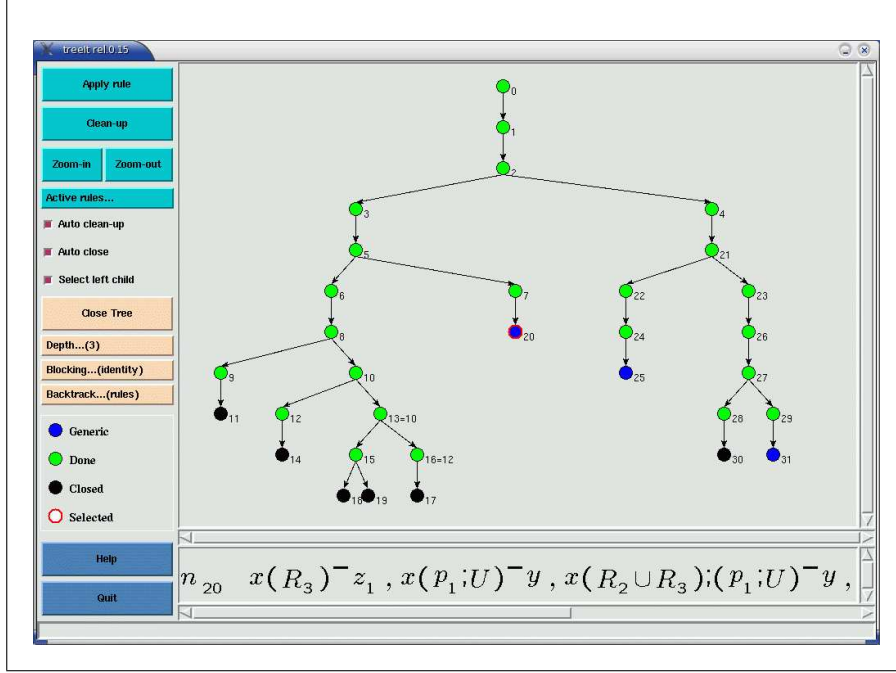 treeIt rel.0.15
Apply rule
Clean-up
Zoom-in Zoom-out
Active rules...
Auto clean-up
Auto close
Select left child
Close Tree
Depth...(3)
Blocking...(identity)
Backtrack...(rules)
Generic
Done
Closed
Selected
Help
Quit
0
1
2
3 4
5 21
6 7 22 23
8 20 24 26
9 10 25 27
11 12 13=10 28 29
14 15 16=12 30 31
18 19 17
n₂₀ x(R₃)⁻z₁ , x(p₁;U)⁻y , x(R₂∪R₃);(p₁;U)⁻y ,